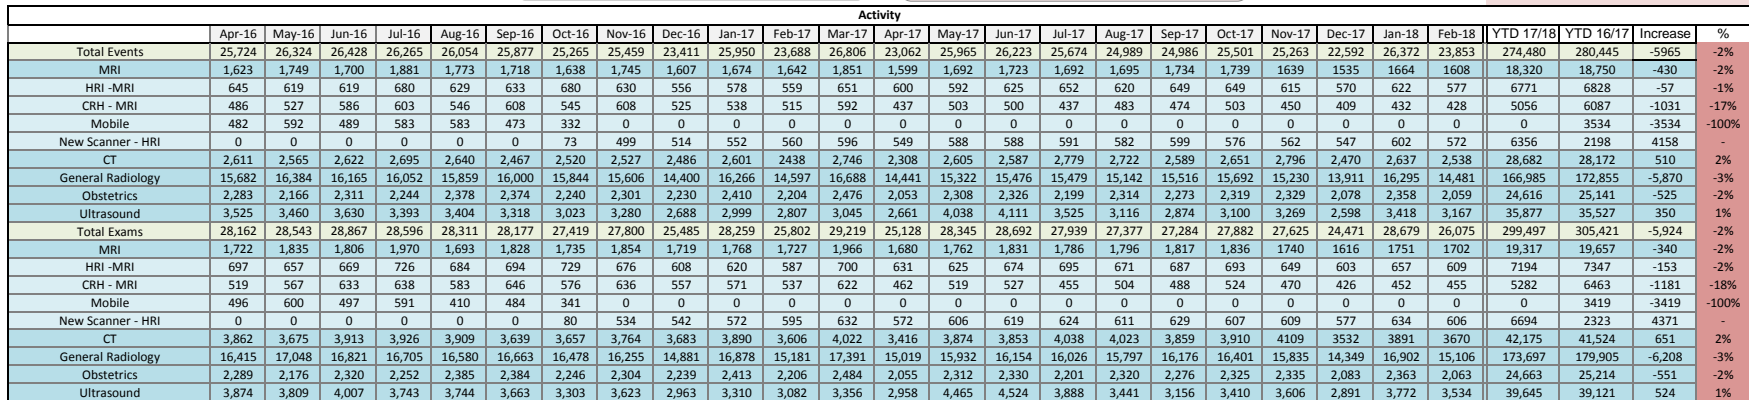 Activity
Apr-16 May-16 Jun-16 Jul-16 Aug-16 Sep-16 Oct-16 Nov-16 Dec-16 Jan-17 Feb-17 Mar-17 Apr-17 May-17 Jun-17 Jul-17 Aug-17 Sep-17 Oct-17 Nov-17 Dec-17 Jan-18 Feb-18 YTD 17/18 YTD 16/17 Increase %
Total Events 25,724 26,324 26,428 26,265 26,054 25,877 25,265 25,459 23,411 25,950 23,688 26,806 23,062 25,965 26,223 25,674 24,989 24,986 25,501 25,263 22,592 26,372 23,853 274,480 280,445 -5965 -2%
MRI 1,623 1,749 1,700 1,881 1,773 1,718 1,638 1,745 1,607 1,674 1,642 1,851 1,599 1,692 1,723 1,692 1,695 1,734 1,739 1639 1535 1664 1608 18,320 18,750 -430 -2%
HRI -MRI 645 619 619 680 629 633 680 630 556 578 559 651 600 592 625 652 620 649 649 615 570 622 577 6771 6828 -57 -1%
CRH - MRI 486 527 586 603 546 608 545 608 525 538 515 592 437 503 500 437 483 474 503 450 409 432 428 5056 6087 -1031 -17%
Mobile 482 592 489 583 583 473 332 0 0 0 0 0 0 0 0 0 0 0 0 0 0 0 0 0 3534 -3534 -100%
New Scanner - HRI 0 0 0 0 0 0 73 499 514 552 560 596 549 588 588 591 582 599 576 562 547 602 572 6356 2198 4158 -
CT 2,611 2,565 2,622 2,695 2,640 2,467 2,520 2,527 2,486 2,601 2438 2,746 2,308 2,605 2,587 2,779 2,722 2,589 2,651 2,796 2,470 2,637 2,538 28,682 28,172 510 2%
General Radiology 15,682 16,384 16,165 16,052 15,859 16,000 15,844 15,606 14,400 16,266 14,597 16,688 14,441 15,322 15,476 15,479 15,142 15,516 15,692 15,230 13,911 16,295 14,481 166,985 172,855 -5,870 -3%
Obstetrics 2,283 2,166 2,311 2,244 2,378 2,374 2,240 2,301 2,230 2,410 2,204 2,476 2,053 2,308 2,326 2,199 2,314 2,273 2,319 2,329 2,078 2,358 2,059 24,616 25,141 -525 -2%
Ultrasound 3,525 3,460 3,630 3,393 3,404 3,318 3,023 3,280 2,688 2,999 2,807 3,045 2,661 4,038 4,111 3,525 3,116 2,874 3,100 3,269 2,598 3,418 3,167 35,877 35,527 350 1%
Total Exams 28,162 28,543 28,867 28,596 28,311 28,177 27,419 27,800 25,485 28,259 25,802 29,219 25,128 28,345 28,692 27,939 27,377 27,284 27,882 27,625 24,471 28,679 26,075 299,497 305,421 -5,924 -2%
MRI 1,722 1,835 1,806 1,970 1,693 1,828 1,735 1,854 1,719 1,768 1,727 1,966 1,680 1,762 1,831 1,786 1,796 1,817 1,836 1740 1616 1751 1702 19,317 19,657 -340 -2%
HRI -MRI 697 657 669 726 684 694 729 676 608 620 587 700 631 625 674 695 671 687 693 649 603 657 609 7194 7347 -153 -2%
CRH - MRI 519 567 633 638 583 646 576 636 557 571 537 622 462 519 527 455 504 488 524 470 426 452 455 5282 6463 -1181 -18%
Mobile 496 600 497 591 410 484 341 0 0 0 0 0 0 0 0 0 0 0 0 0 0 0 0 0 3419 -3419 -100%
New Scanner - HRI 0 0 0 0 0 0 80 534 542 572 595 632 572 606 619 624 611 629 607 609 577 634 606 6694 2323 4371 -
CT 3,862 3,675 3,913 3,926 3,909 3,639 3,657 3,764 3,683 3,890 3,606 4,022 3,416 3,874 3,853 4,038 4,023 3,859 3,910 4109 3532 3891 3670 42,175 41,524 651 2%
General Radiology 16,415 17,048 16,821 16,705 16,580 16,663 16,478 16,255 14,881 16,878 15,181 17,391 15,019 15,932 16,154 16,026 15,797 16,176 16,401 15,835 14,349 16,902 15,106 173,697 179,905 -6,208 -3%
Obstetrics 2,289 2,176 2,320 2,252 2,385 2,384 2,246 2,304 2,239 2,413 2,206 2,484 2,055 2,312 2,330 2,201 2,320 2,276 2,325 2,335 2,083 2,363 2,063 24,663 25,214 -551 -2%
Ultrasound 3,874 3,809 4,007 3,743 3,744 3,663 3,303 3,623 2,963 3,310 3,082 3,356 2,958 4,465 4,524 3,888 3,441 3,156 3,410 3,606 2,891 3,772 3,534 39,645 39,121 524 1%